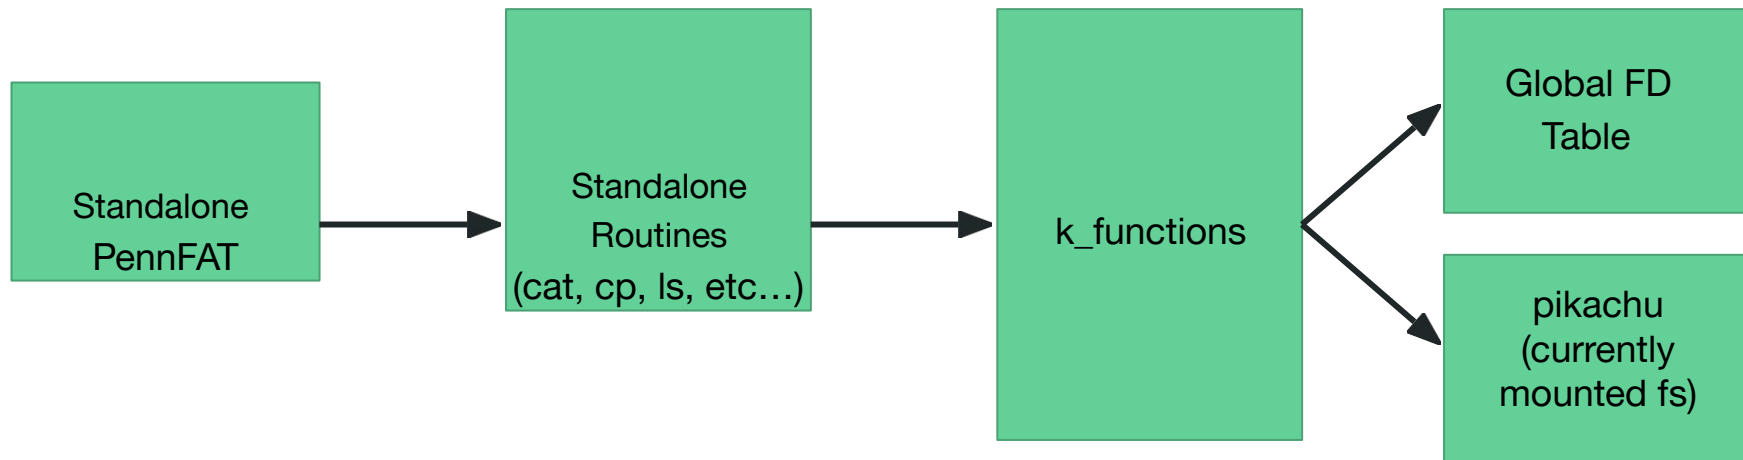 Standalone
PennFAT
Standalone
Routines
(cat, cp, ls, etc…)
k_functions
Global FD
Table
pikachu
(currently
mounted fs)